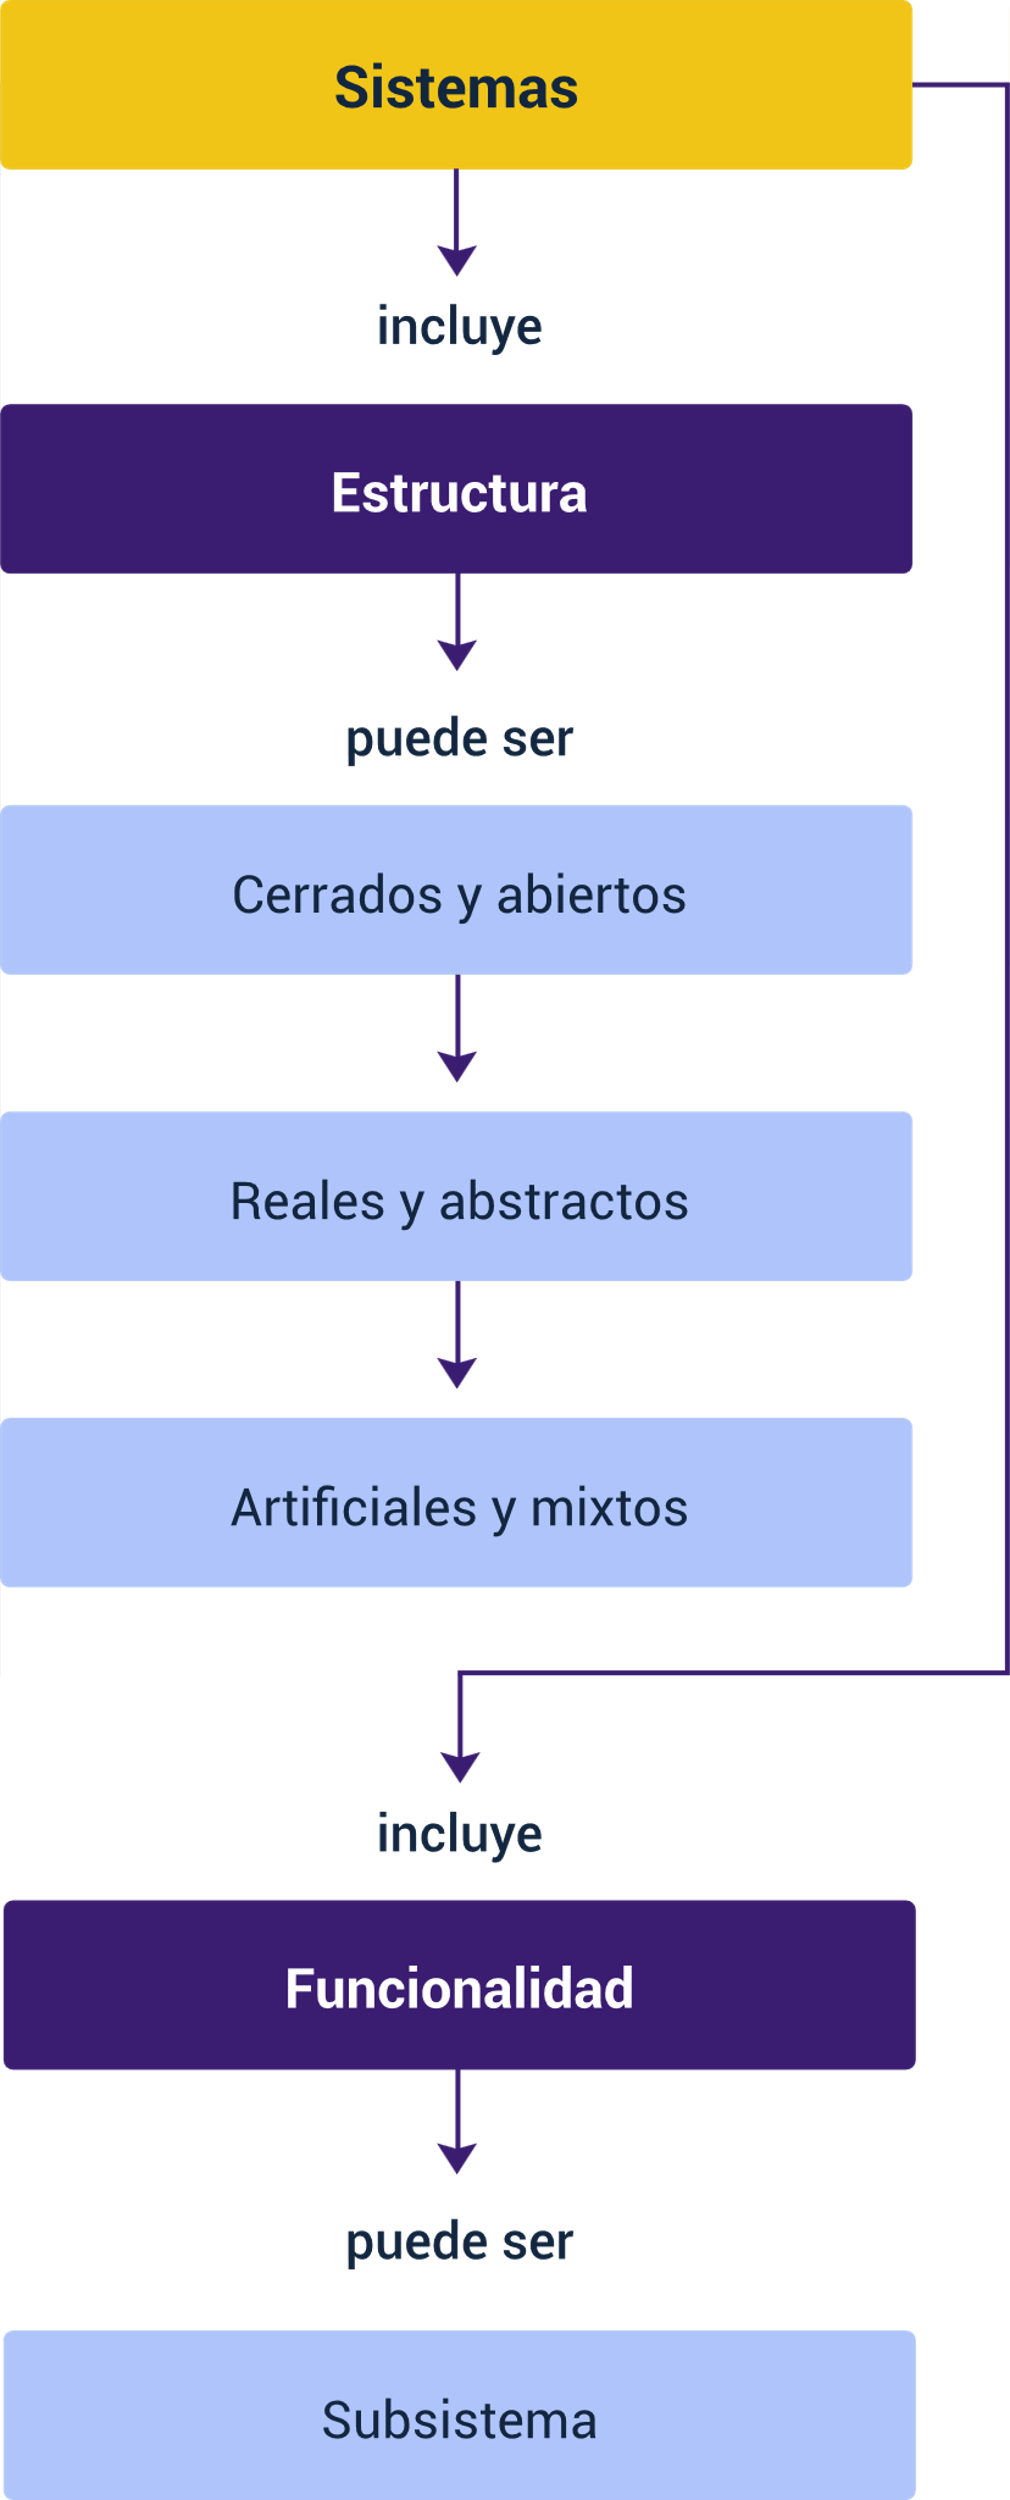 Sistemas
incluye
Estructura
puede ser
Cerrados y abiertos
Reales y abstractos
Artificiales y mixtos
incluye
Funcionalidad
puede ser
Subsistema